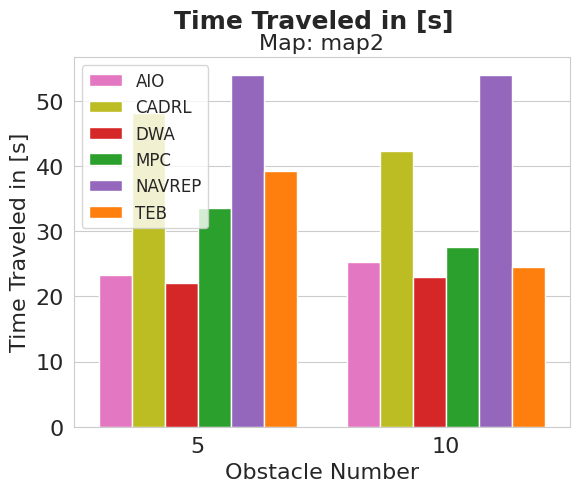 Time Traveled in [s]
Map: map2
Time Traveled in [s]
50
40
30
20
10
0
AIO
CADRL
DWA
MPC
NAVREP
TEB
5
10
Obstacle Number